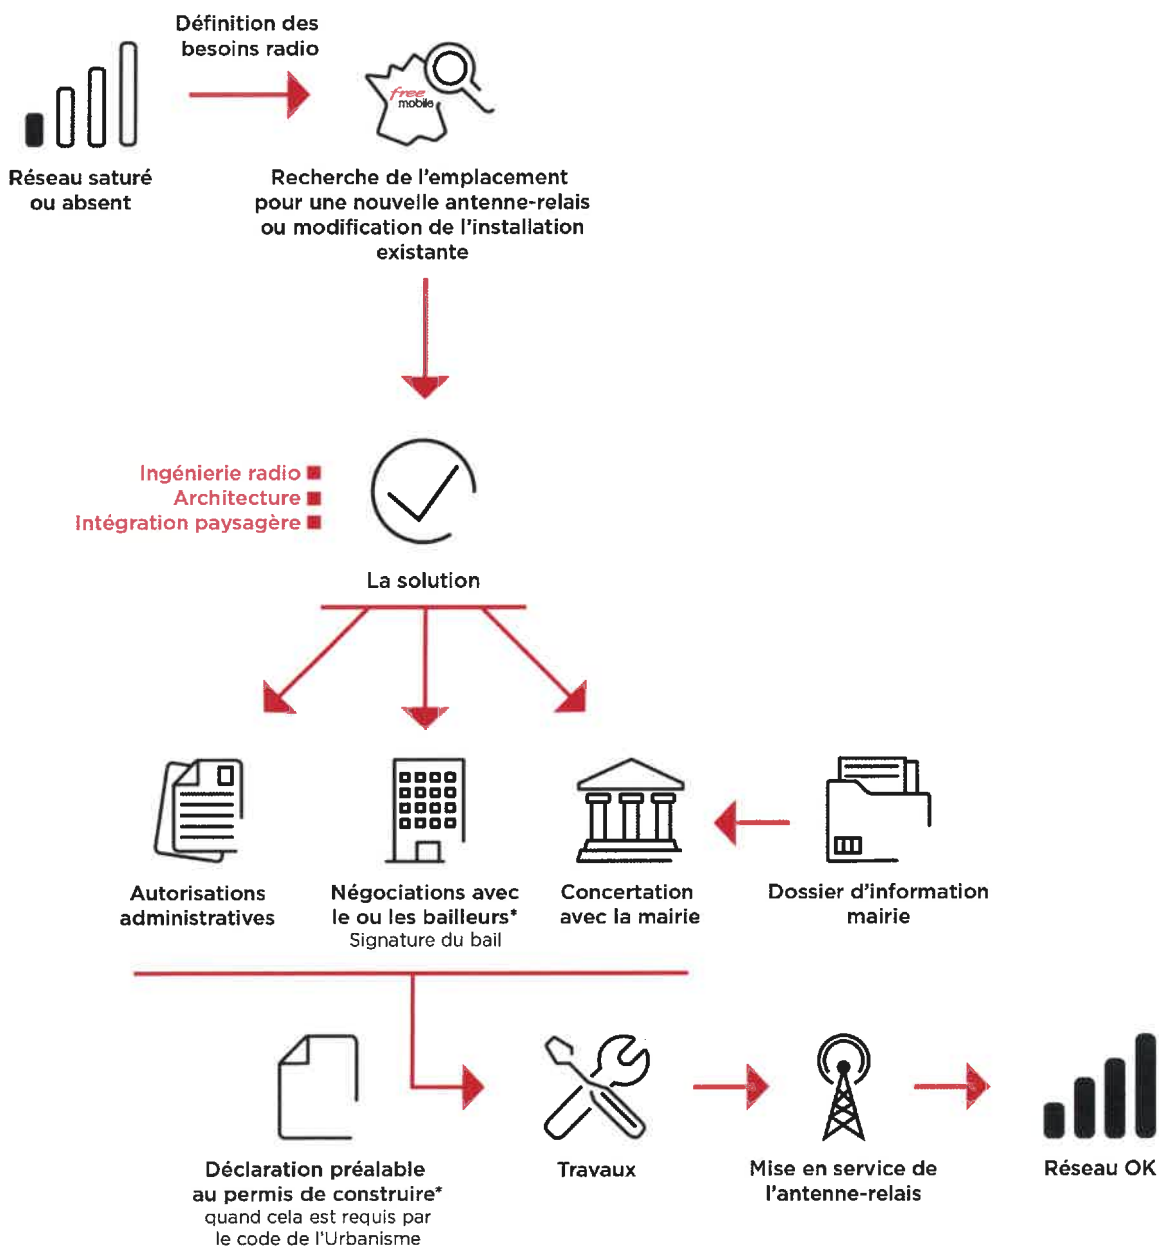 Définition des
besoins radio
free
mobile
Réseau saturé
ou absent
Recherche de l'emplacement
pour une nouvelle antenne-relais
ou modification de l'installation
existante
Ingénierie radio
Architecture
Intégration paysagère
La solution
Autorisations
administratives
Négociations avec
le ou les bailleurs*
Signature du bail
Concertation
avec la mairie
Dossier d'information
mairie
Déclaration préalable
au permis de construire*
quand cela est requis par
le code de l'Urbanisme
Travaux
Mise en service de
l'antenne-relais
Réseau OK